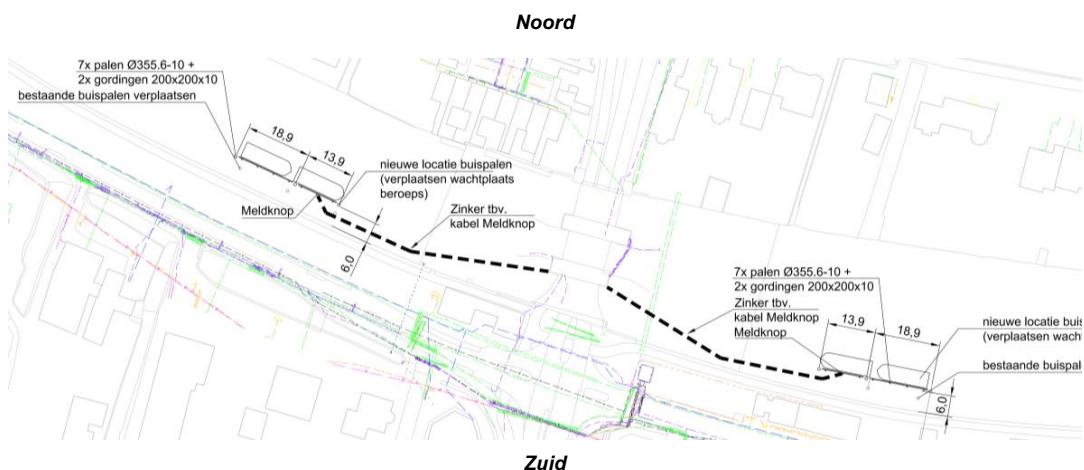 Noord
7x palen Ø355.6-10 +
2x gordingen 200x200x10
bestaande buispalen verplaatsen
18,9
13,9
nieuwe locatie buispalen
(verplaatsen wachtplaats
beroeps)
Meldknop
Zinker tbv.
kabel Meldknop
6,0
7x palen Ø355.6-10 +
2x gordingen 200x200x10
Zinker tbv.
kabel Meldknop
Meldknop
13,9
18,9
nieuwe locatie buis
(verplaatsen wacht
bestaande buispale
6,0
Zuid